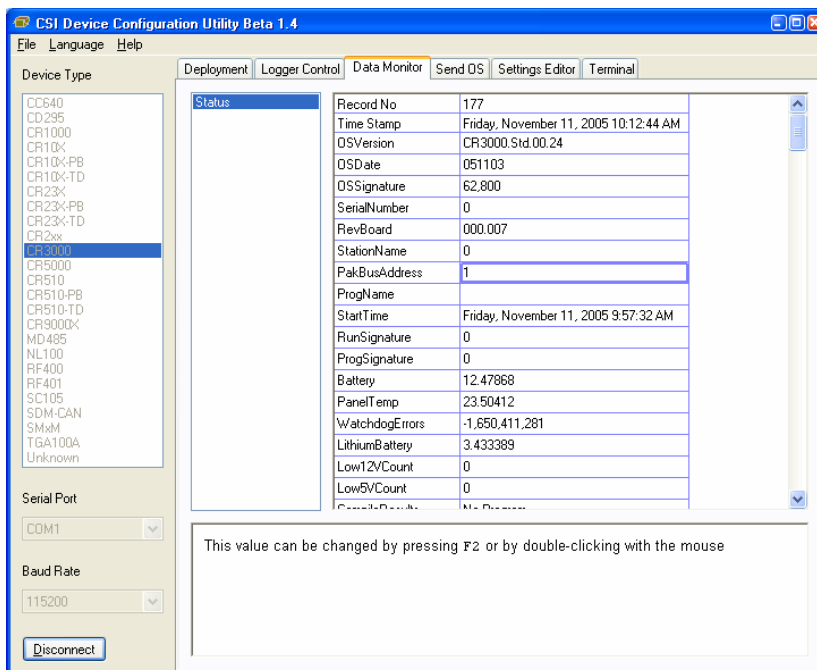 CSI Device Configuration Utility Beta 1.4
File Language Help
Device Type
CC640
CD295
CR1000
CR10X
CR10X-PB
CR10X-TD
CR23X
CR23X-PB
CR23X-TD
CR2xx
CR3000
CR5000
CR510
CR510-PB
CR510-TD
CR9000X
MD485
NL100
RF400
RF401
SC105
SDM-CAN
SMxM
TGA100A
Unknown
Serial Port
COM1
Baud Rate
115200
Disconnect
Deployment Logger Control Data Monitor Send OS Settings Editor Terminal
Status
Record No 177
Time Stamp Friday, November 11, 2005 10:12:44 AM
OSVersion CR3000.Std.00.24
OSDate 051103
OSSignature 62,800
SerialNumber 0
RevBoard 000.007
StationName 0
PakBusAddress 1
ProgName
StartTime Friday, November 11, 2005 9:57:32 AM
RunSignature 0
ProgSignature 0
Battery 12.47868
PanelTemp 23.50412
WatchdogErrors -1,650,411,281
LithiumBattery 3.433389
Low12VCount 0
Low5VCount 0
CompileResults No Program
This value can be changed by pressing F2 or by double-clicking with the mouse